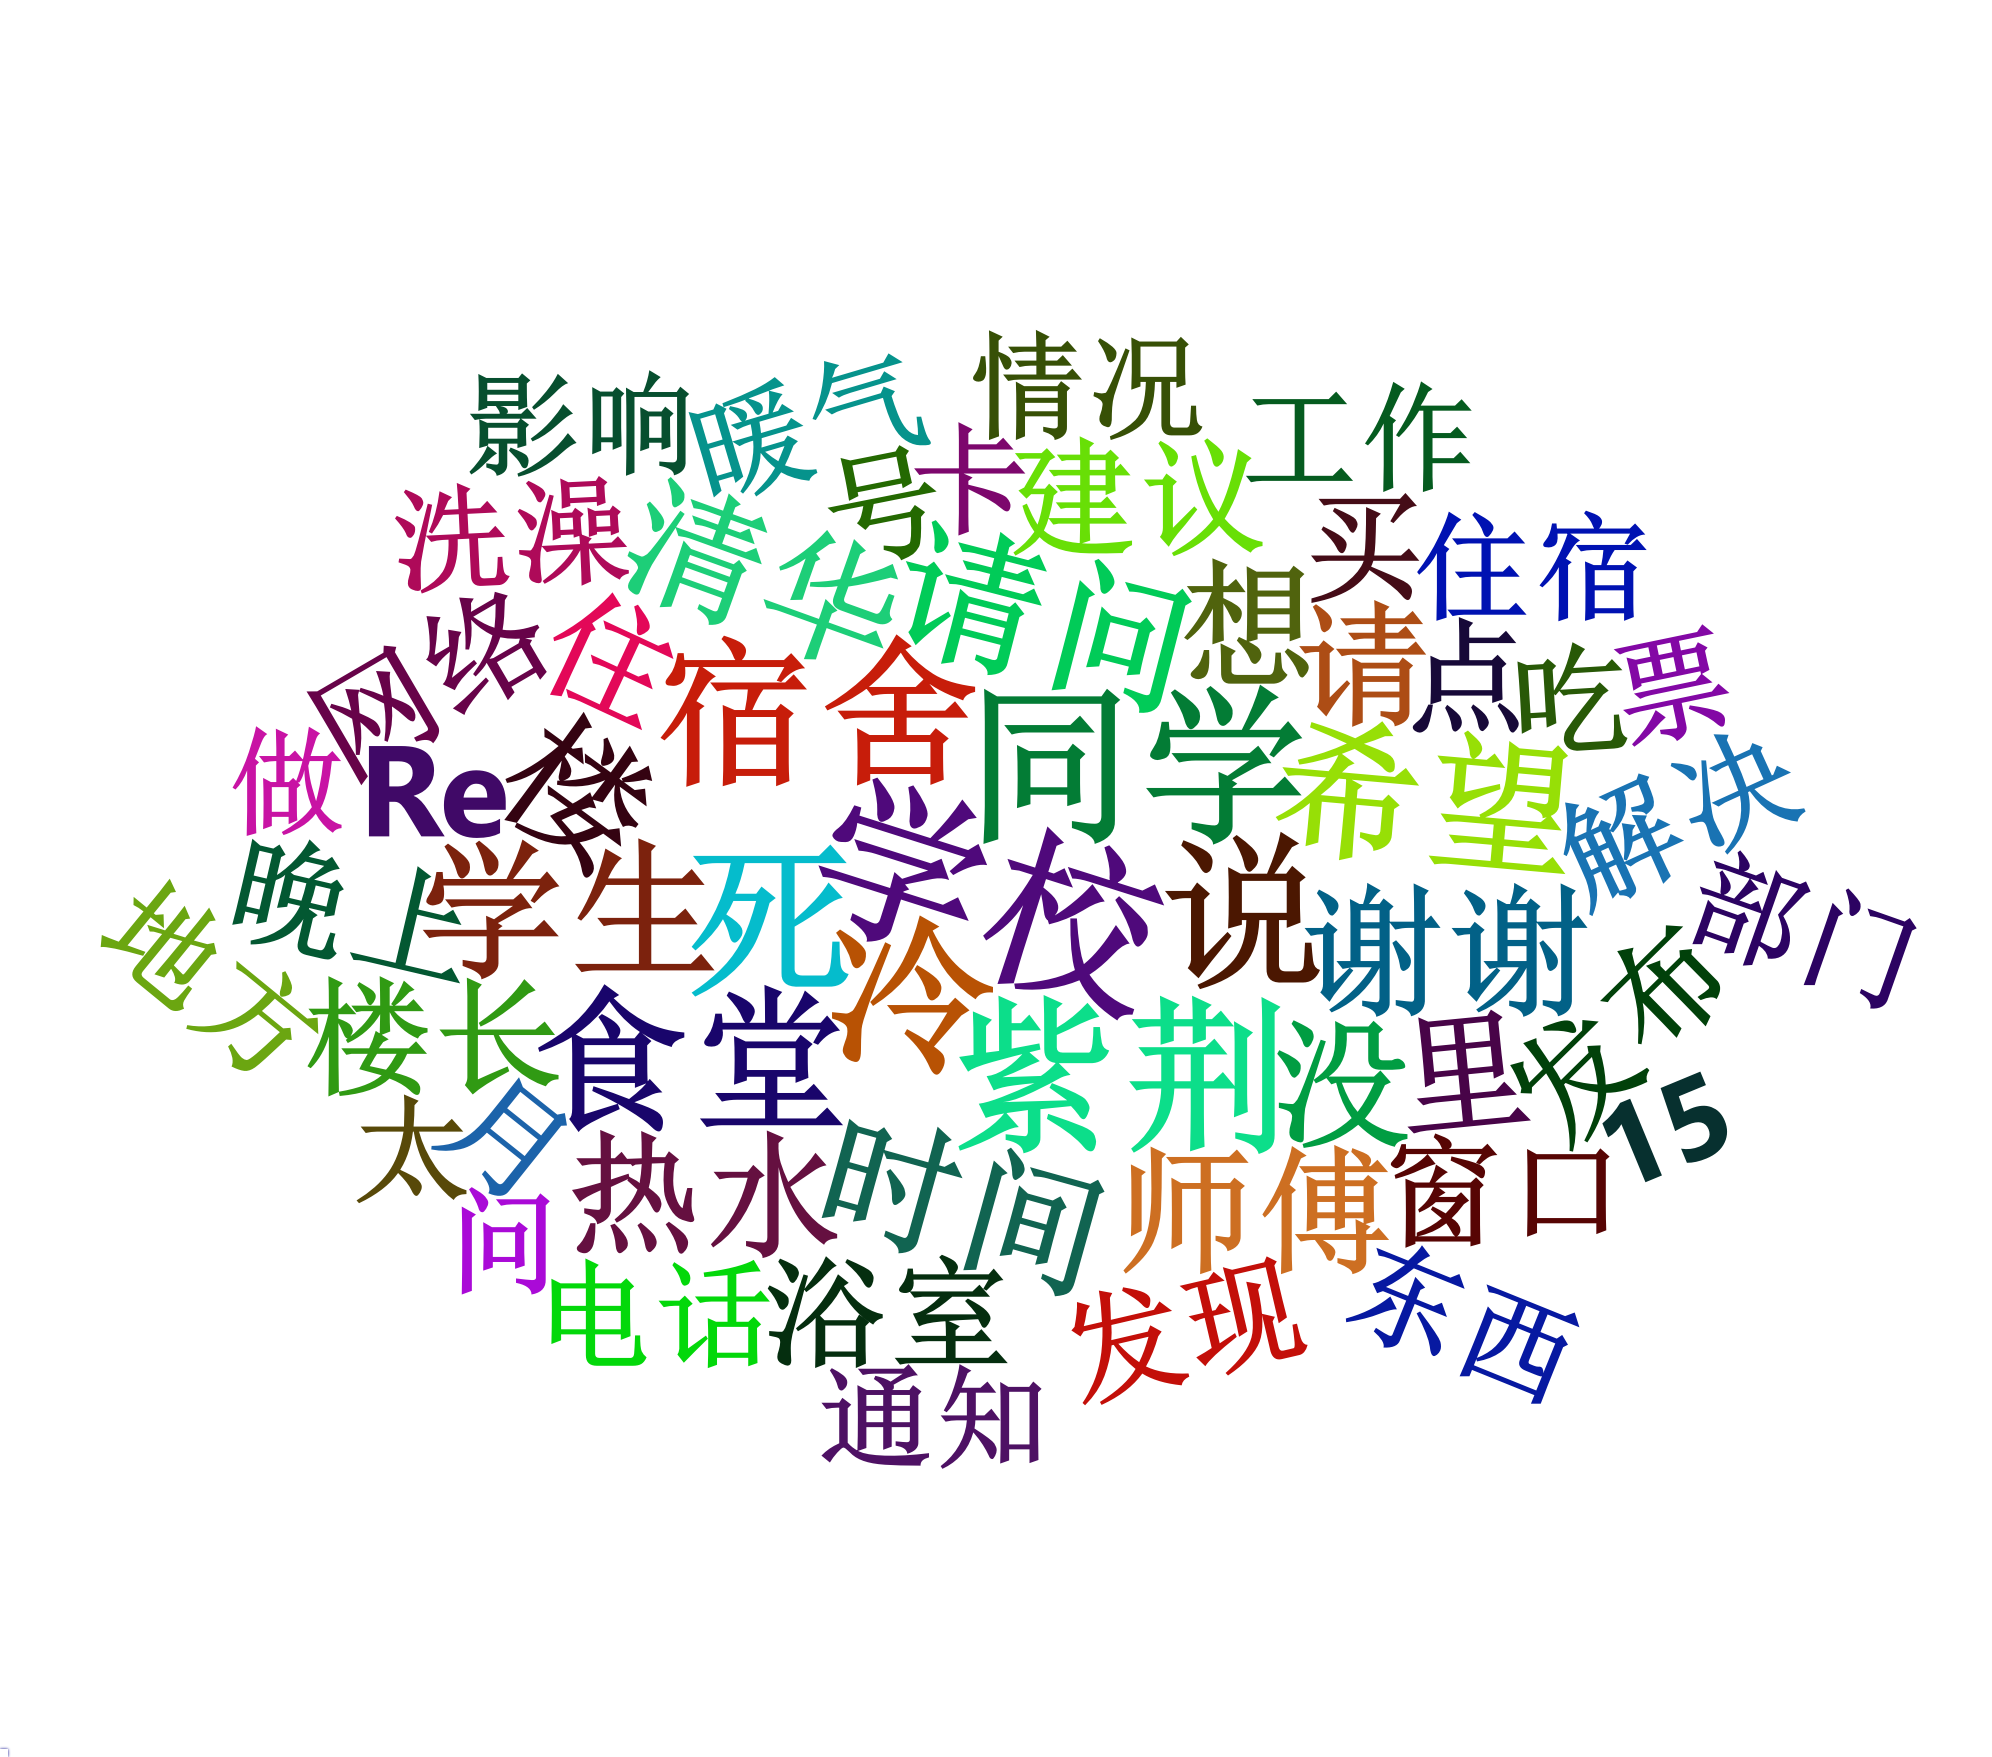 影响
暖气
情况
工作
洗澡
清华
号
卡
建议
买
住宿
网络
住
请问
想
请
点
吃
票
做
Re
楼
宿舍
同学
希望
解决
晚上
学生
死
学校
说
谢谢
部门
地方
楼长
食堂
冷
紫荆
没
里
发布
15
太
月
热水
时间
师傅
窗口
问
电话
浴室
发现
东西
通知